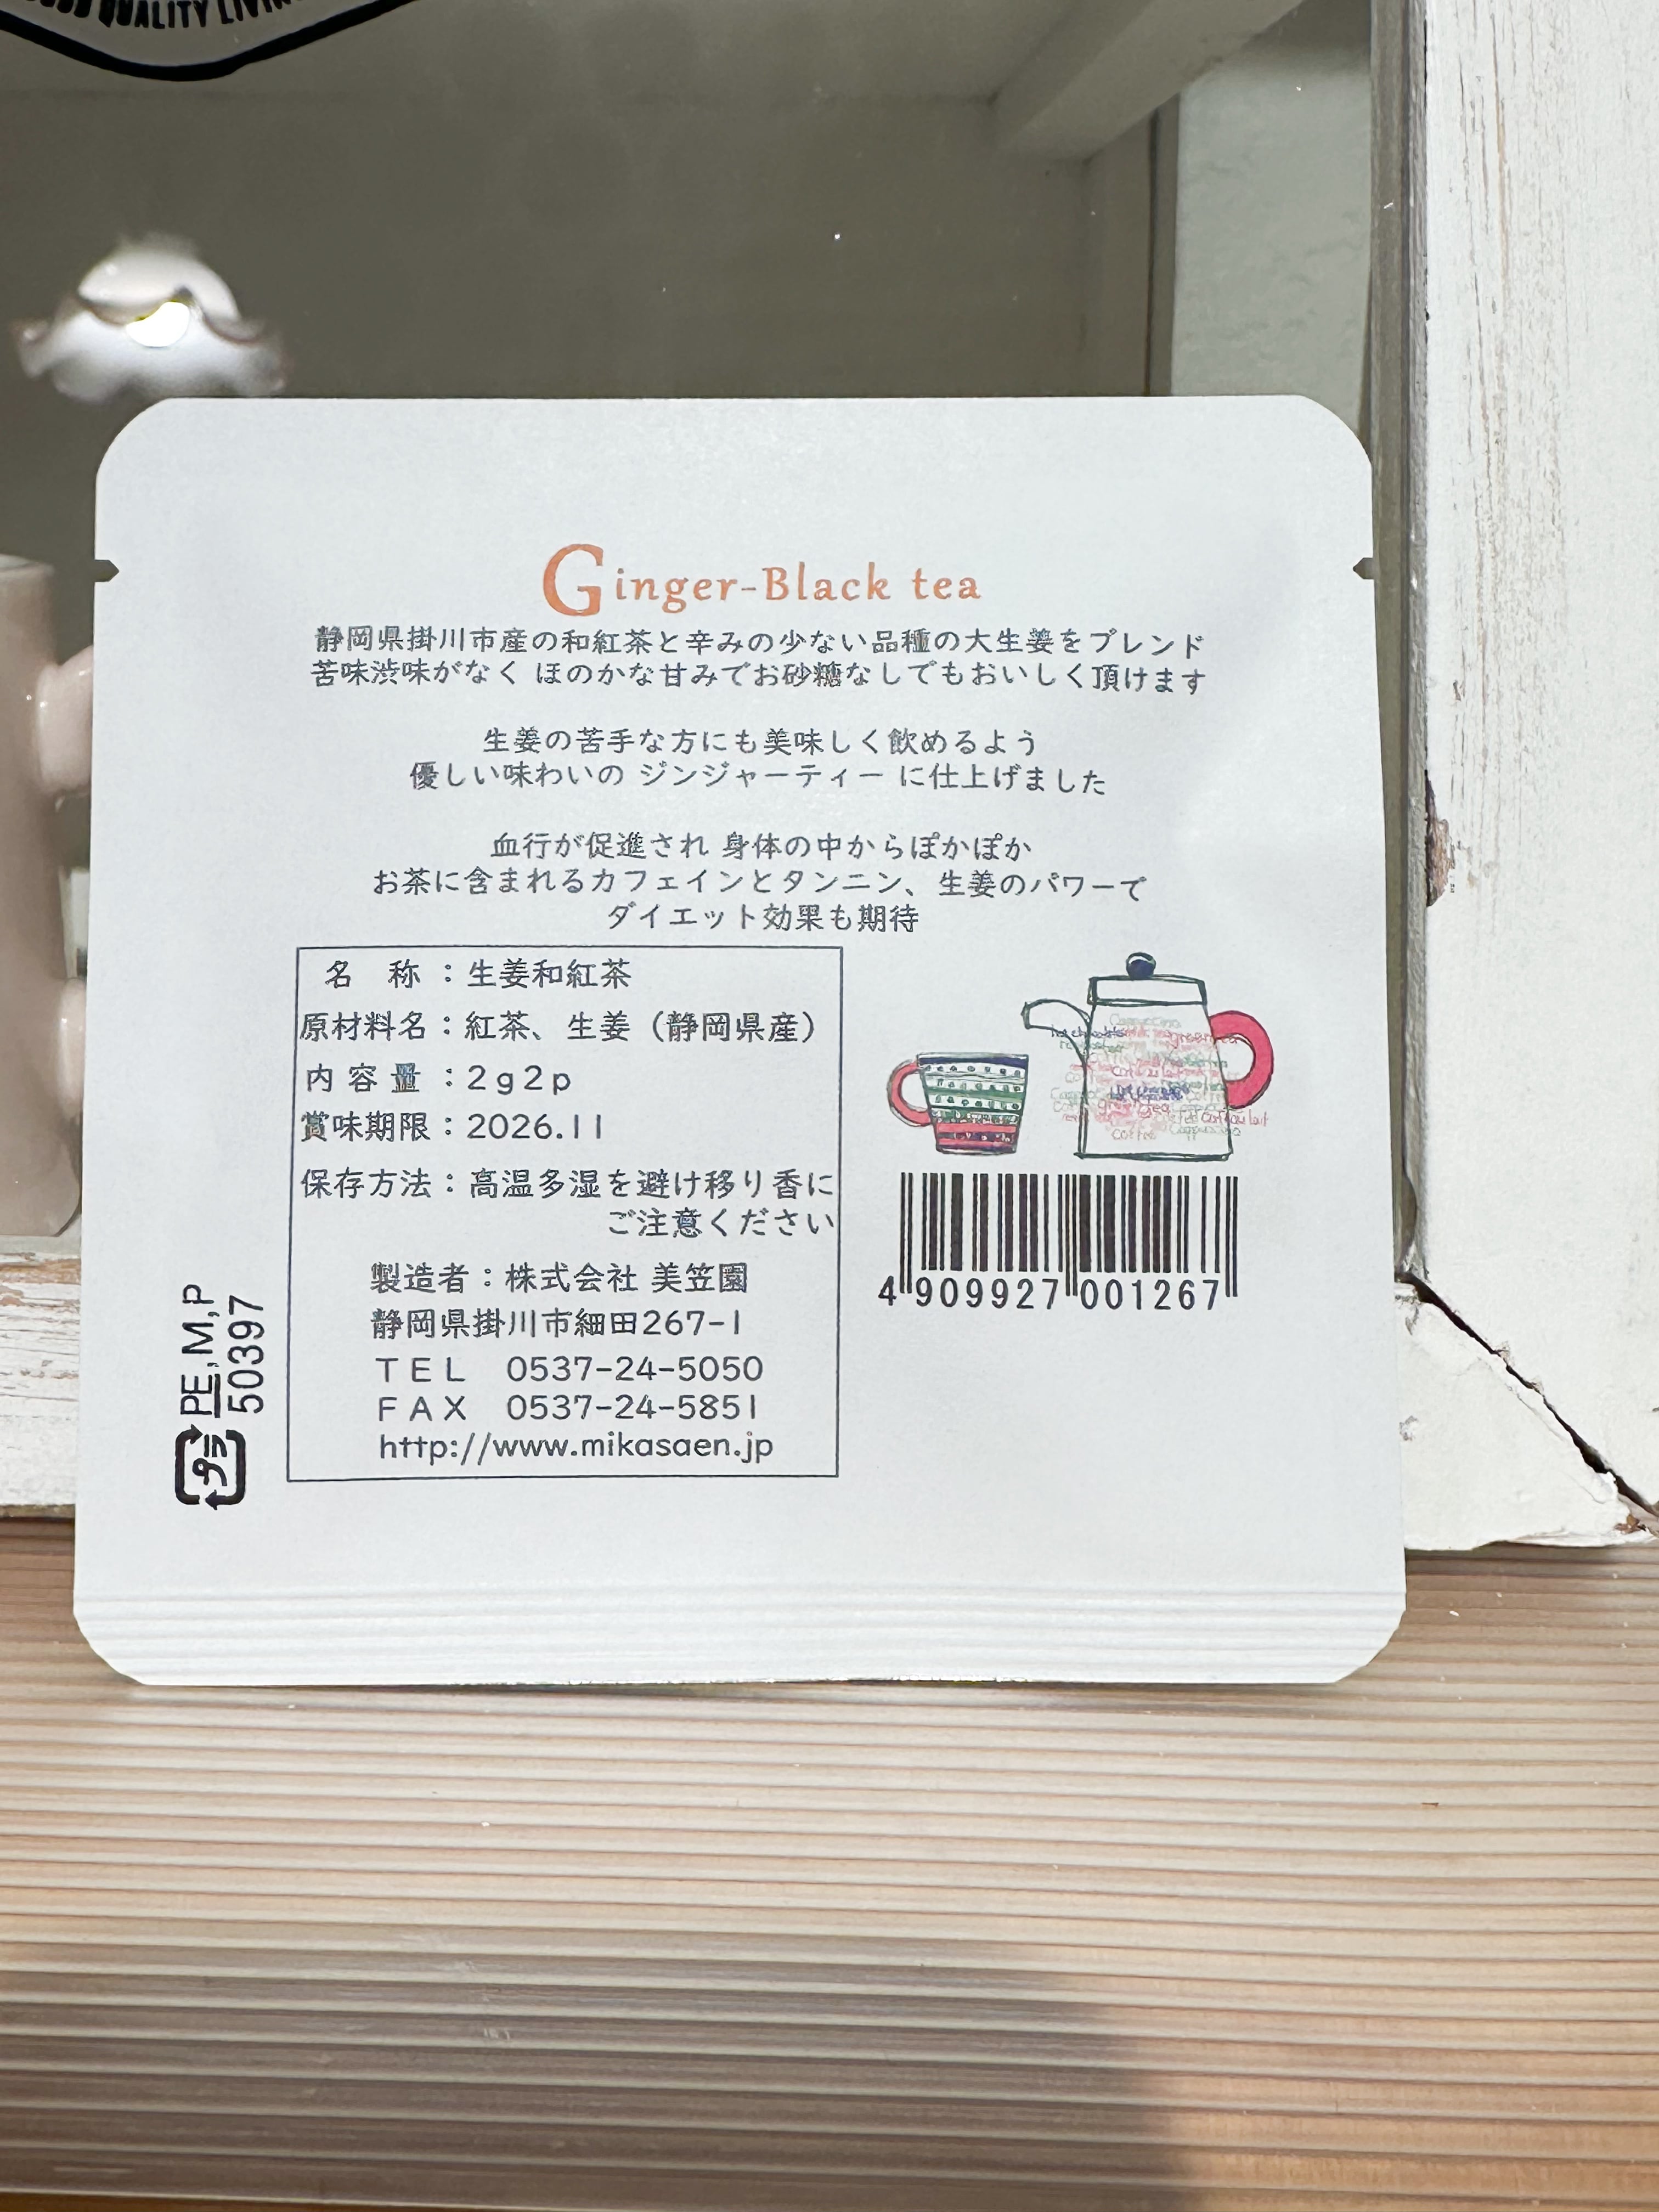 QUALITY
Ginger-Black tea
静岡県掛川市産の和紅茶と辛みの少ない品種の大生姜をブレンド
苦味渋味がなく ほのかな甘みでお砂糖なしでもおいしく頂けます
生姜の苦手な方にも美味しく飲めるよう
優しい味わいの ジンジャーティー に仕上げました
血行が促進され 身体の中からぽかぽか
お茶に含まれるカフェインとタンニン、生姜のパワーで
ダイエット効果も期待
名　称：生姜和紅茶
原材料名：紅茶、生姜（静岡県産）
内 容 量：2g2p
賞味期限：2026.11
保存方法：高温多湿を避け移り香に
ご注意ください
製造者：株式会社 美笠園
静岡県掛川市細田267-1
TEL　0537-24-5050
FAX　0537-24-5851
http://www.mikasaen.jp
4 909927 001267
プラ PE,M,P
50397